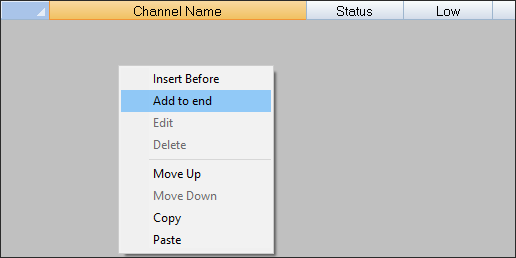 Channel Name Status Low
Insert Before
Add to end
Edit
Delete
Move Up
Move Down
Copy
Paste